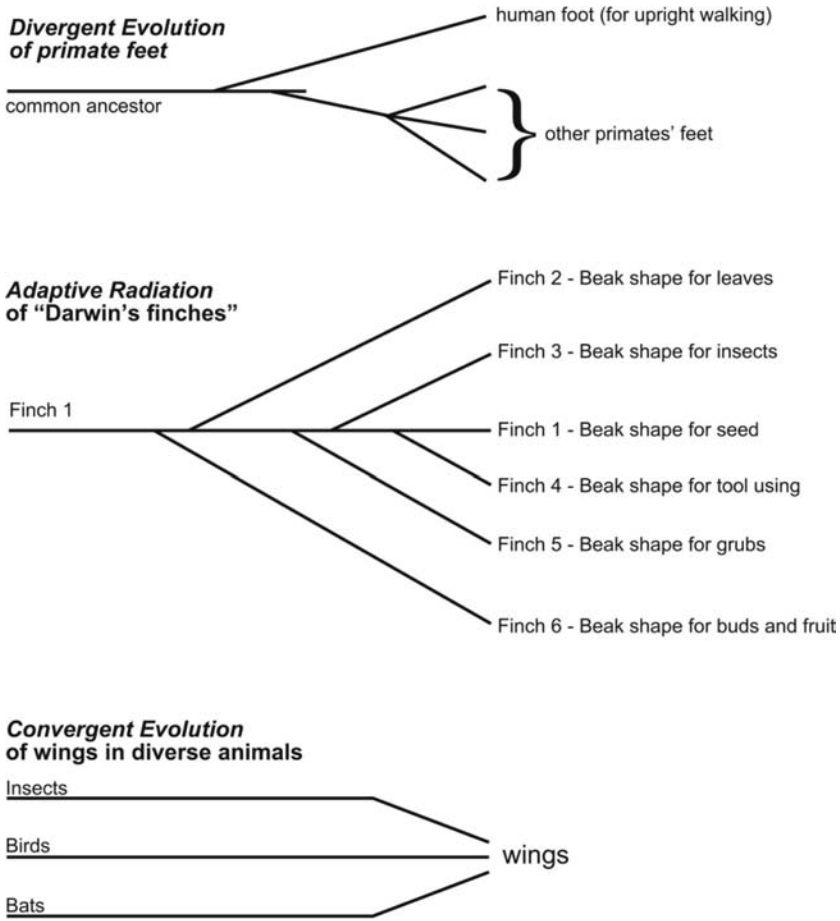 Divergent Evolution
of primate feet
human foot (for upright walking)
common ancestor
other primates' feet
Adaptive Radiation
of “Darwin's finches”
Finch 2 - Beak shape for leaves
Finch 3 - Beak shape for insects
Finch 1
Finch 1 - Beak shape for seed
Finch 4 - Beak shape for tool using
Finch 5 - Beak shape for grubs
Finch 6 - Beak shape for buds and fruit
Convergent Evolution
of wings in diverse animals
Insects
Birds
wings
Bats